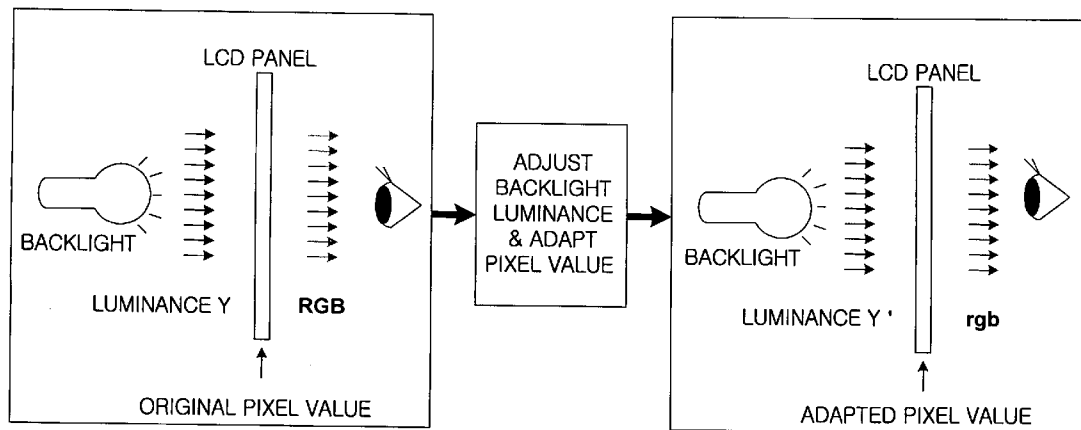 LCD PANEL
BACKLIGHT
LUMINANCE Y
RGB
ORIGINAL PIXEL VALUE
ADJUST
BACKLIGHT
LUMINANCE
& ADAPT
PIXEL VALUE
LCD PANEL
BACKLIGHT
LUMINANCE Y '
rgb
ADAPTED PIXEL VALUE